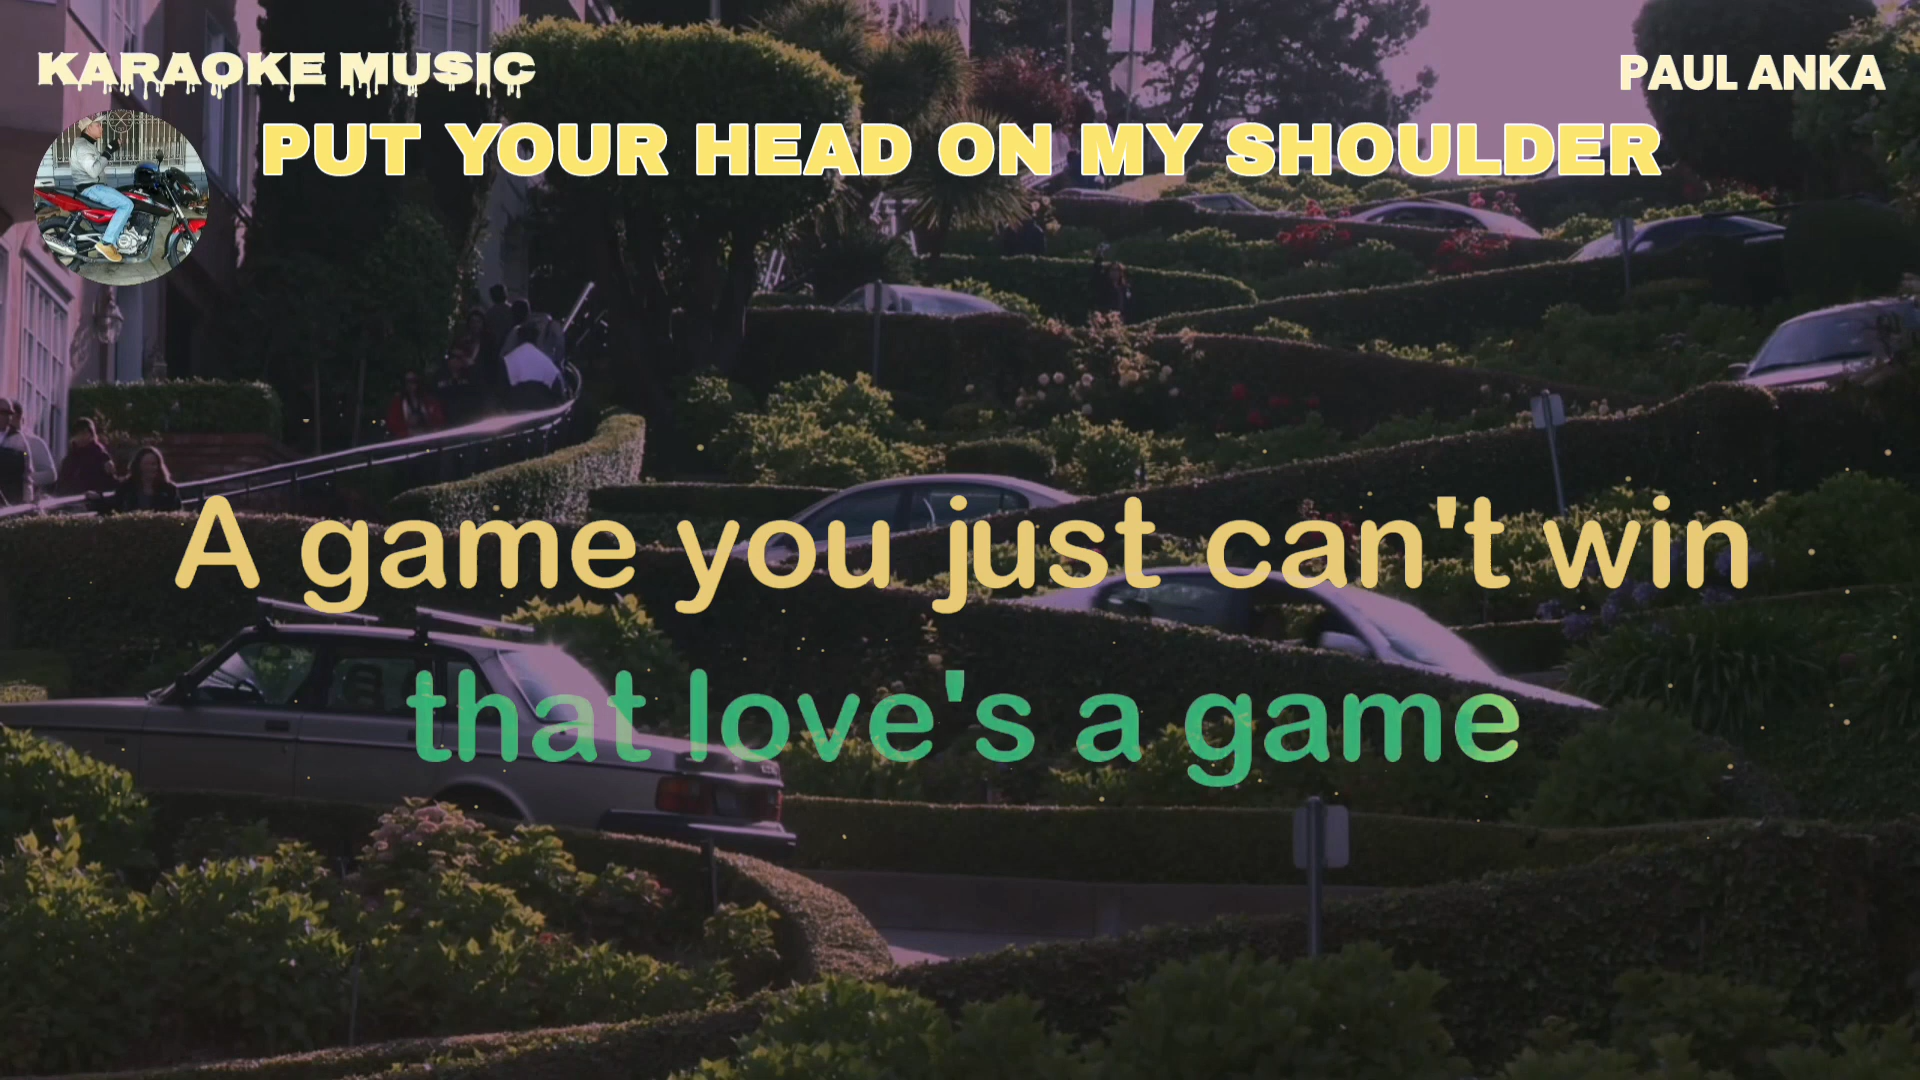 KARAOKE MUSIC
PAUL ANKA
PUT YOUR HEAD ON MY SHOULDER
A game you just can't win
that love's a game